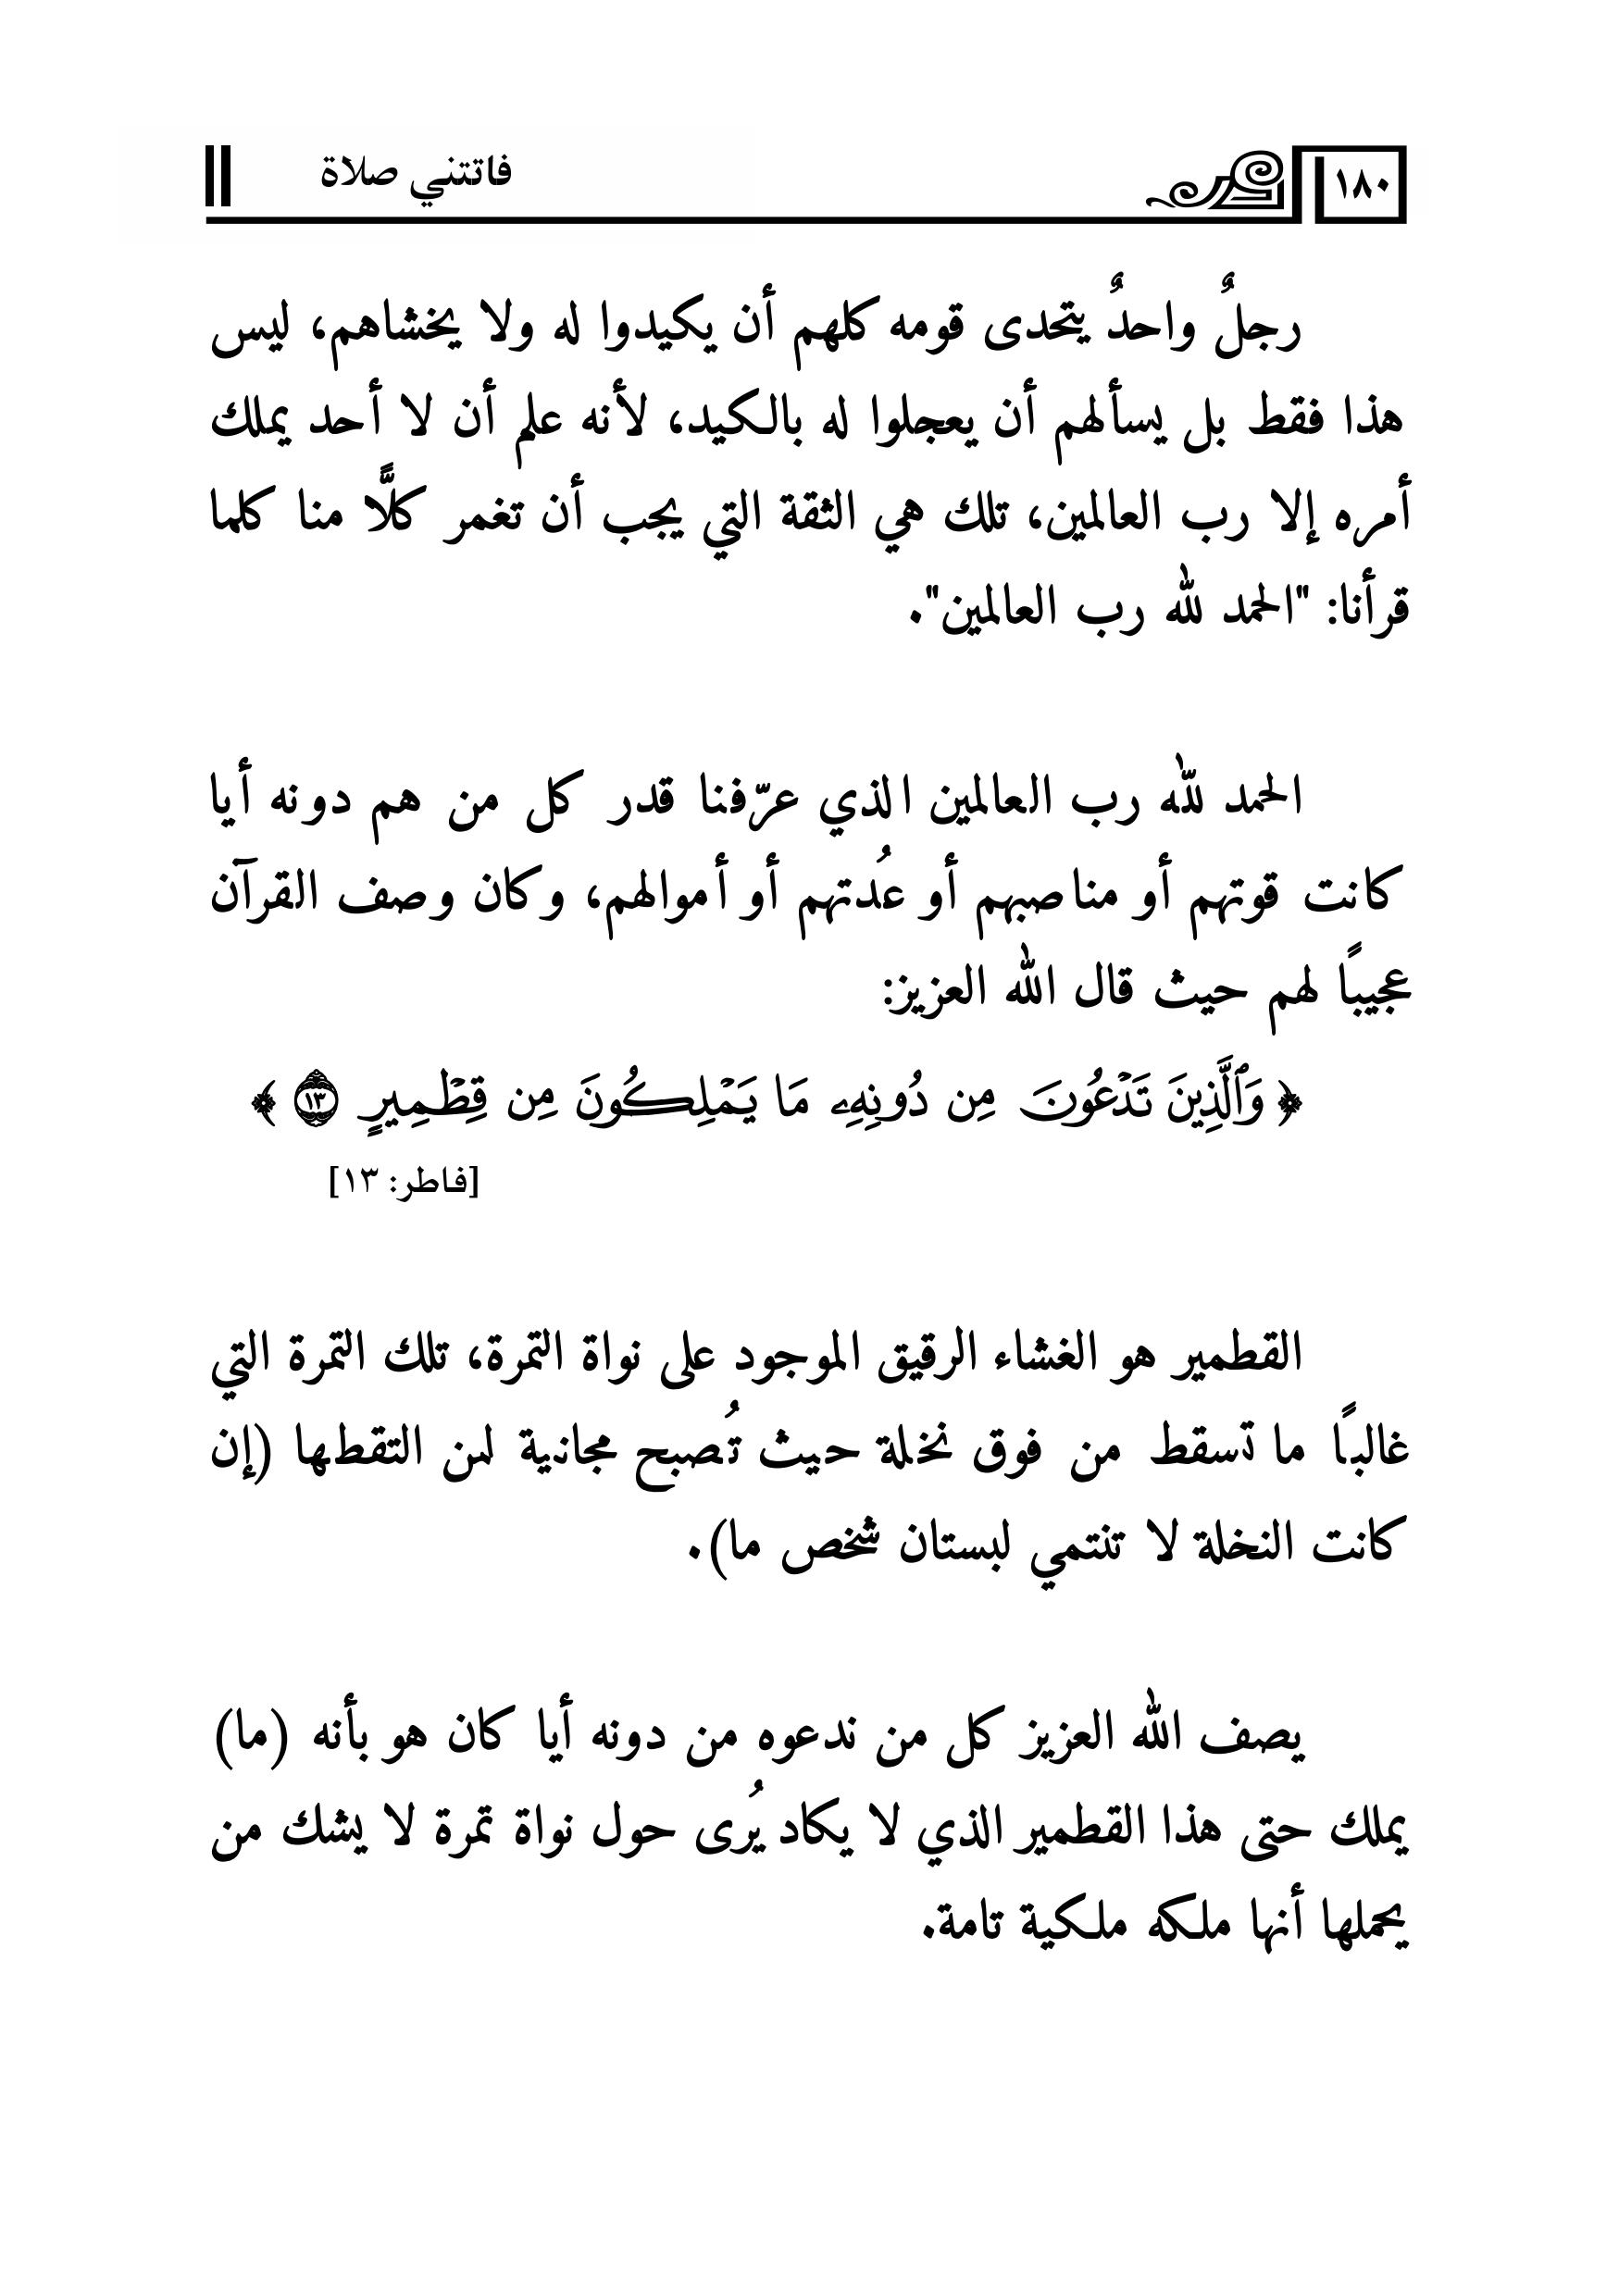 ١٨٠
فاتتني صلاة
رجلٌ واحدٌ يتحدى قومه كلهم أن يكيدوا له ولا يخشاهم، ليس
هذا فقط بل يسألهم أن يعجلوا له بالكيد، لأنه علم أن لا أحد يملك
أمره إلا رب العالمين، تلك هي الثقة التي يجب أن تغمر كلًّا منا كلما
قرأنا: "الحمد لله رب العالمين".
الحمد لله رب العالمين الذي عرّفنا قدر كل من هم دونه أيا
كانت قوتهم أو مناصبهم أو عُدتهم أو أموالهم، وكان وصف القرآن
عجيبًا لهم حيث قال الله العزيز:
﴿ وَٱلَّذِينَ تَدْعُونَ مِن دُونِهِۦ مَا يَمْلِكُونَ مِن قِطْمِيرٍ ١٣ ﴾
[فاطر: ١٣]
القطمير هو الغشاء الرقيق الموجود على نواة التمرة، تلك التمرة التي
غالبًا ما تسقط من فوق نخلة حيث تُصبح مجانية لمن التقطها (إن
كانت النخلة لا تنتمي لبستان شخص ما).
يصف الله العزيز كل من ندعوه من دونه أيا كان هو بأنه (ما)
يملك حتى هذا القطمير الذي لا يكاد يُرى حول نواة تمرة لا يشك من
يحملها أنها ملكه ملكية تامة.